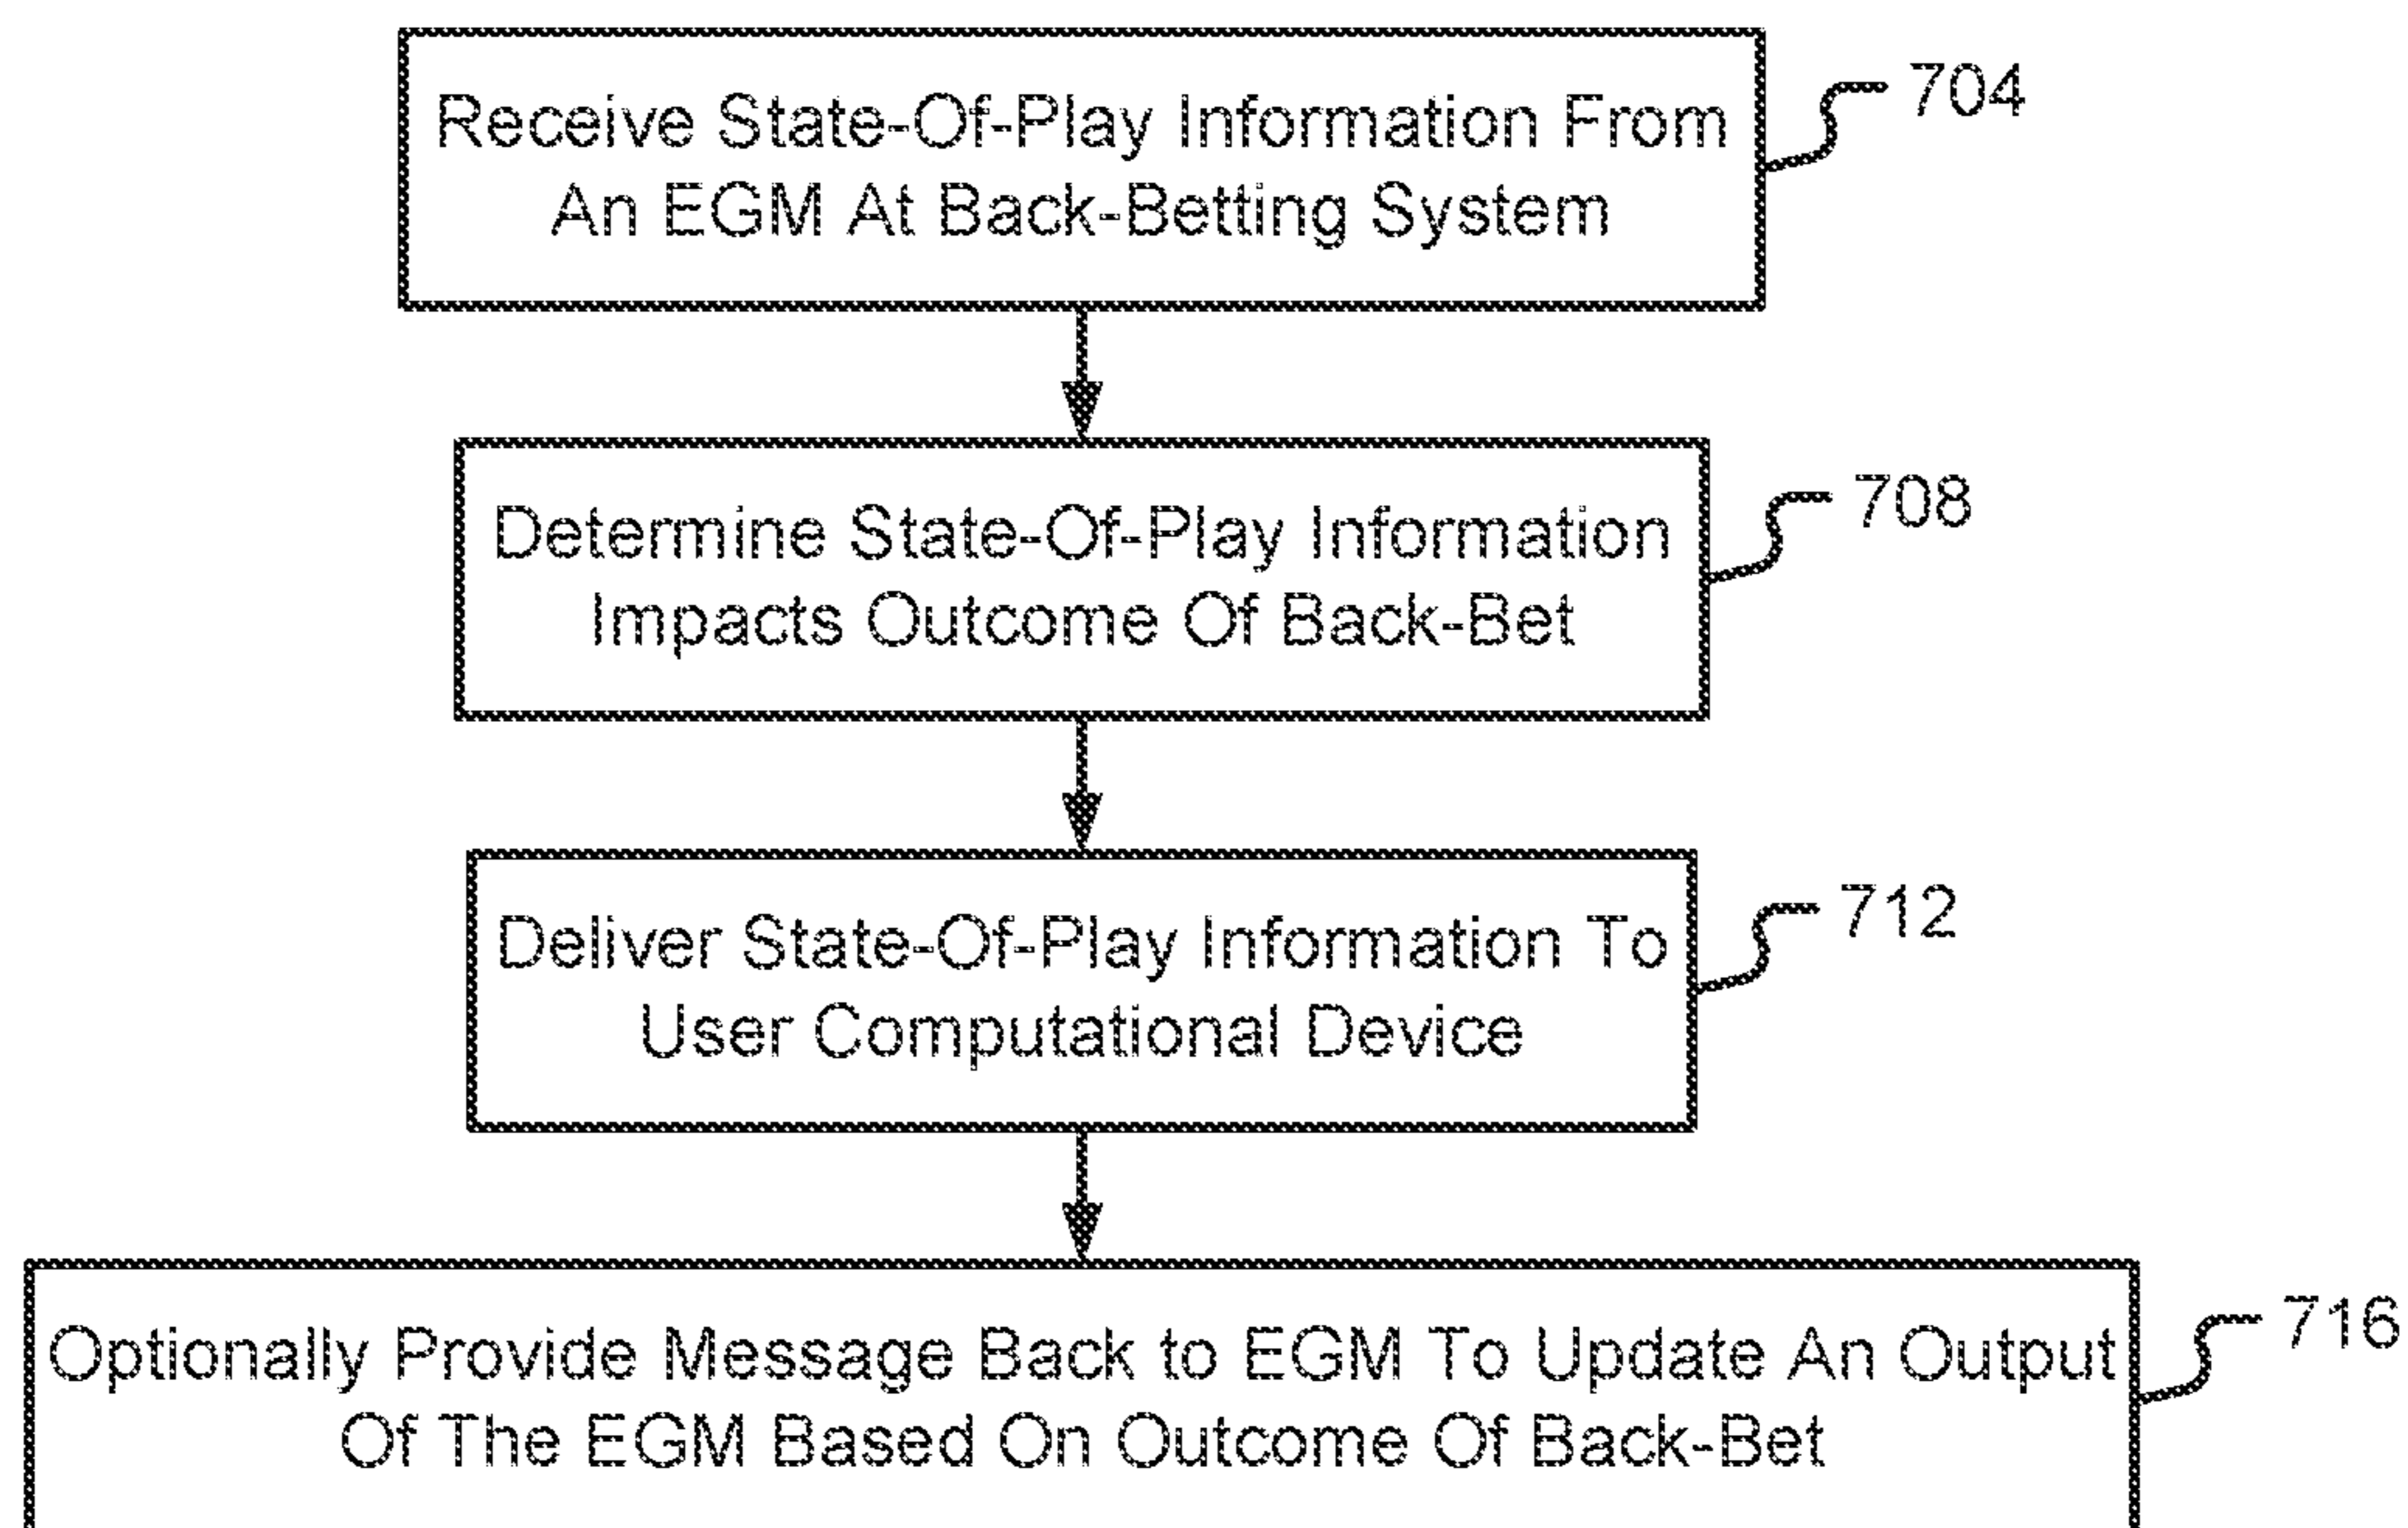 Receive State-Of-Play Information From
An EGM At Back-Betting System
704
Determine State-Of-Play Information
Impacts Outcome Of Back-Bet
708
Deliver State-Of-Play Information To
User Computational Device
712
Optionally Provide Message Back to EGM To Update An Output
Of The EGM Based On Outcome Of Back-Bet
716